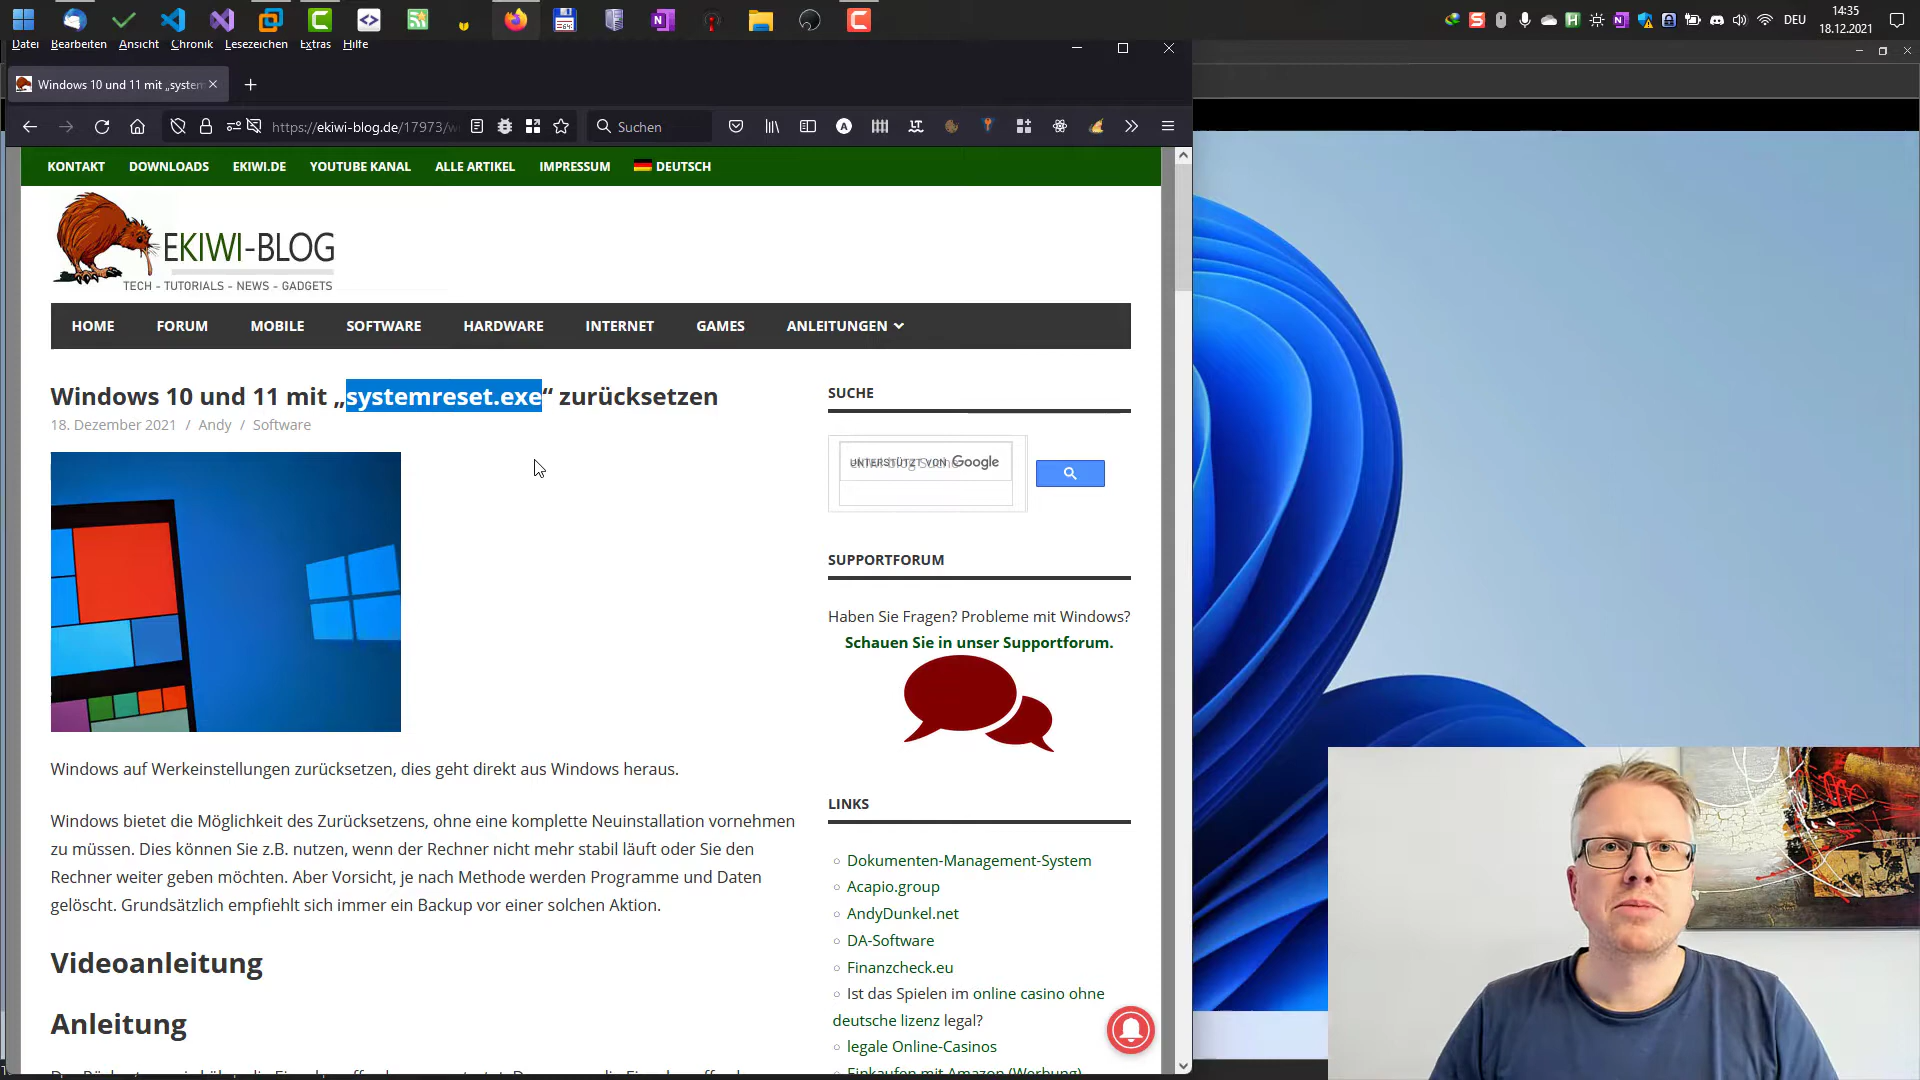 14:35
DEU
18.12.2021
Datei Bearbeiten Ansicht Chronik Lesezeichen Extras Hilfe
Windows 10 und 11 mit „system
https://ekiwi-blog.de/17973/w
Suchen
KONTAKT DOWNLOADS EKIWI.DE YOUTUBE KANAL ALLE ARTIKEL IMPRESSUM DEUTSCH
EKIWI-BLOG
TECH - TUTORIALS - NEWS - GADGETS
HOME FORUM MOBILE SOFTWARE HARDWARE INTERNET GAMES ANLEITUNGEN
Windows 10 und 11 mit „systemreset.exe“ zurücksetzen
18. Dezember 2021 / Andy / Software
Windows auf Werkeinstellungen zurücksetzen, dies geht direkt aus Windows heraus.
Windows bietet die Möglichkeit des Zurücksetzens, ohne eine komplette Neuinstallation vornehmen
zu müssen. Dies können Sie z.B. nutzen, wenn der Rechner nicht mehr stabil läuft oder Sie den
Rechner weiter geben möchten. Aber Vorsicht, je nach Methode werden Programme und Daten
gelöscht. Grundsätzlich empfiehlt sich immer ein Backup vor einer solchen Aktion.
Videoanleitung
Anleitung
SUCHE
UNTERSTÜTZT VON Google
ekiwi-blog Suche
SUPPORTFORUM
Haben Sie Fragen? Probleme mit Windows?
Schauen Sie in unser Supportforum.
LINKS
Dokumenten-Management-System
Acapio.group
AndyDunkel.net
DA-Software
Finanzcheck.eu
Ist das Spielen im online casino ohne
deutsche lizenz legal?
legale Online-Casinos
Einkaufen mit Amazon (Werbung)